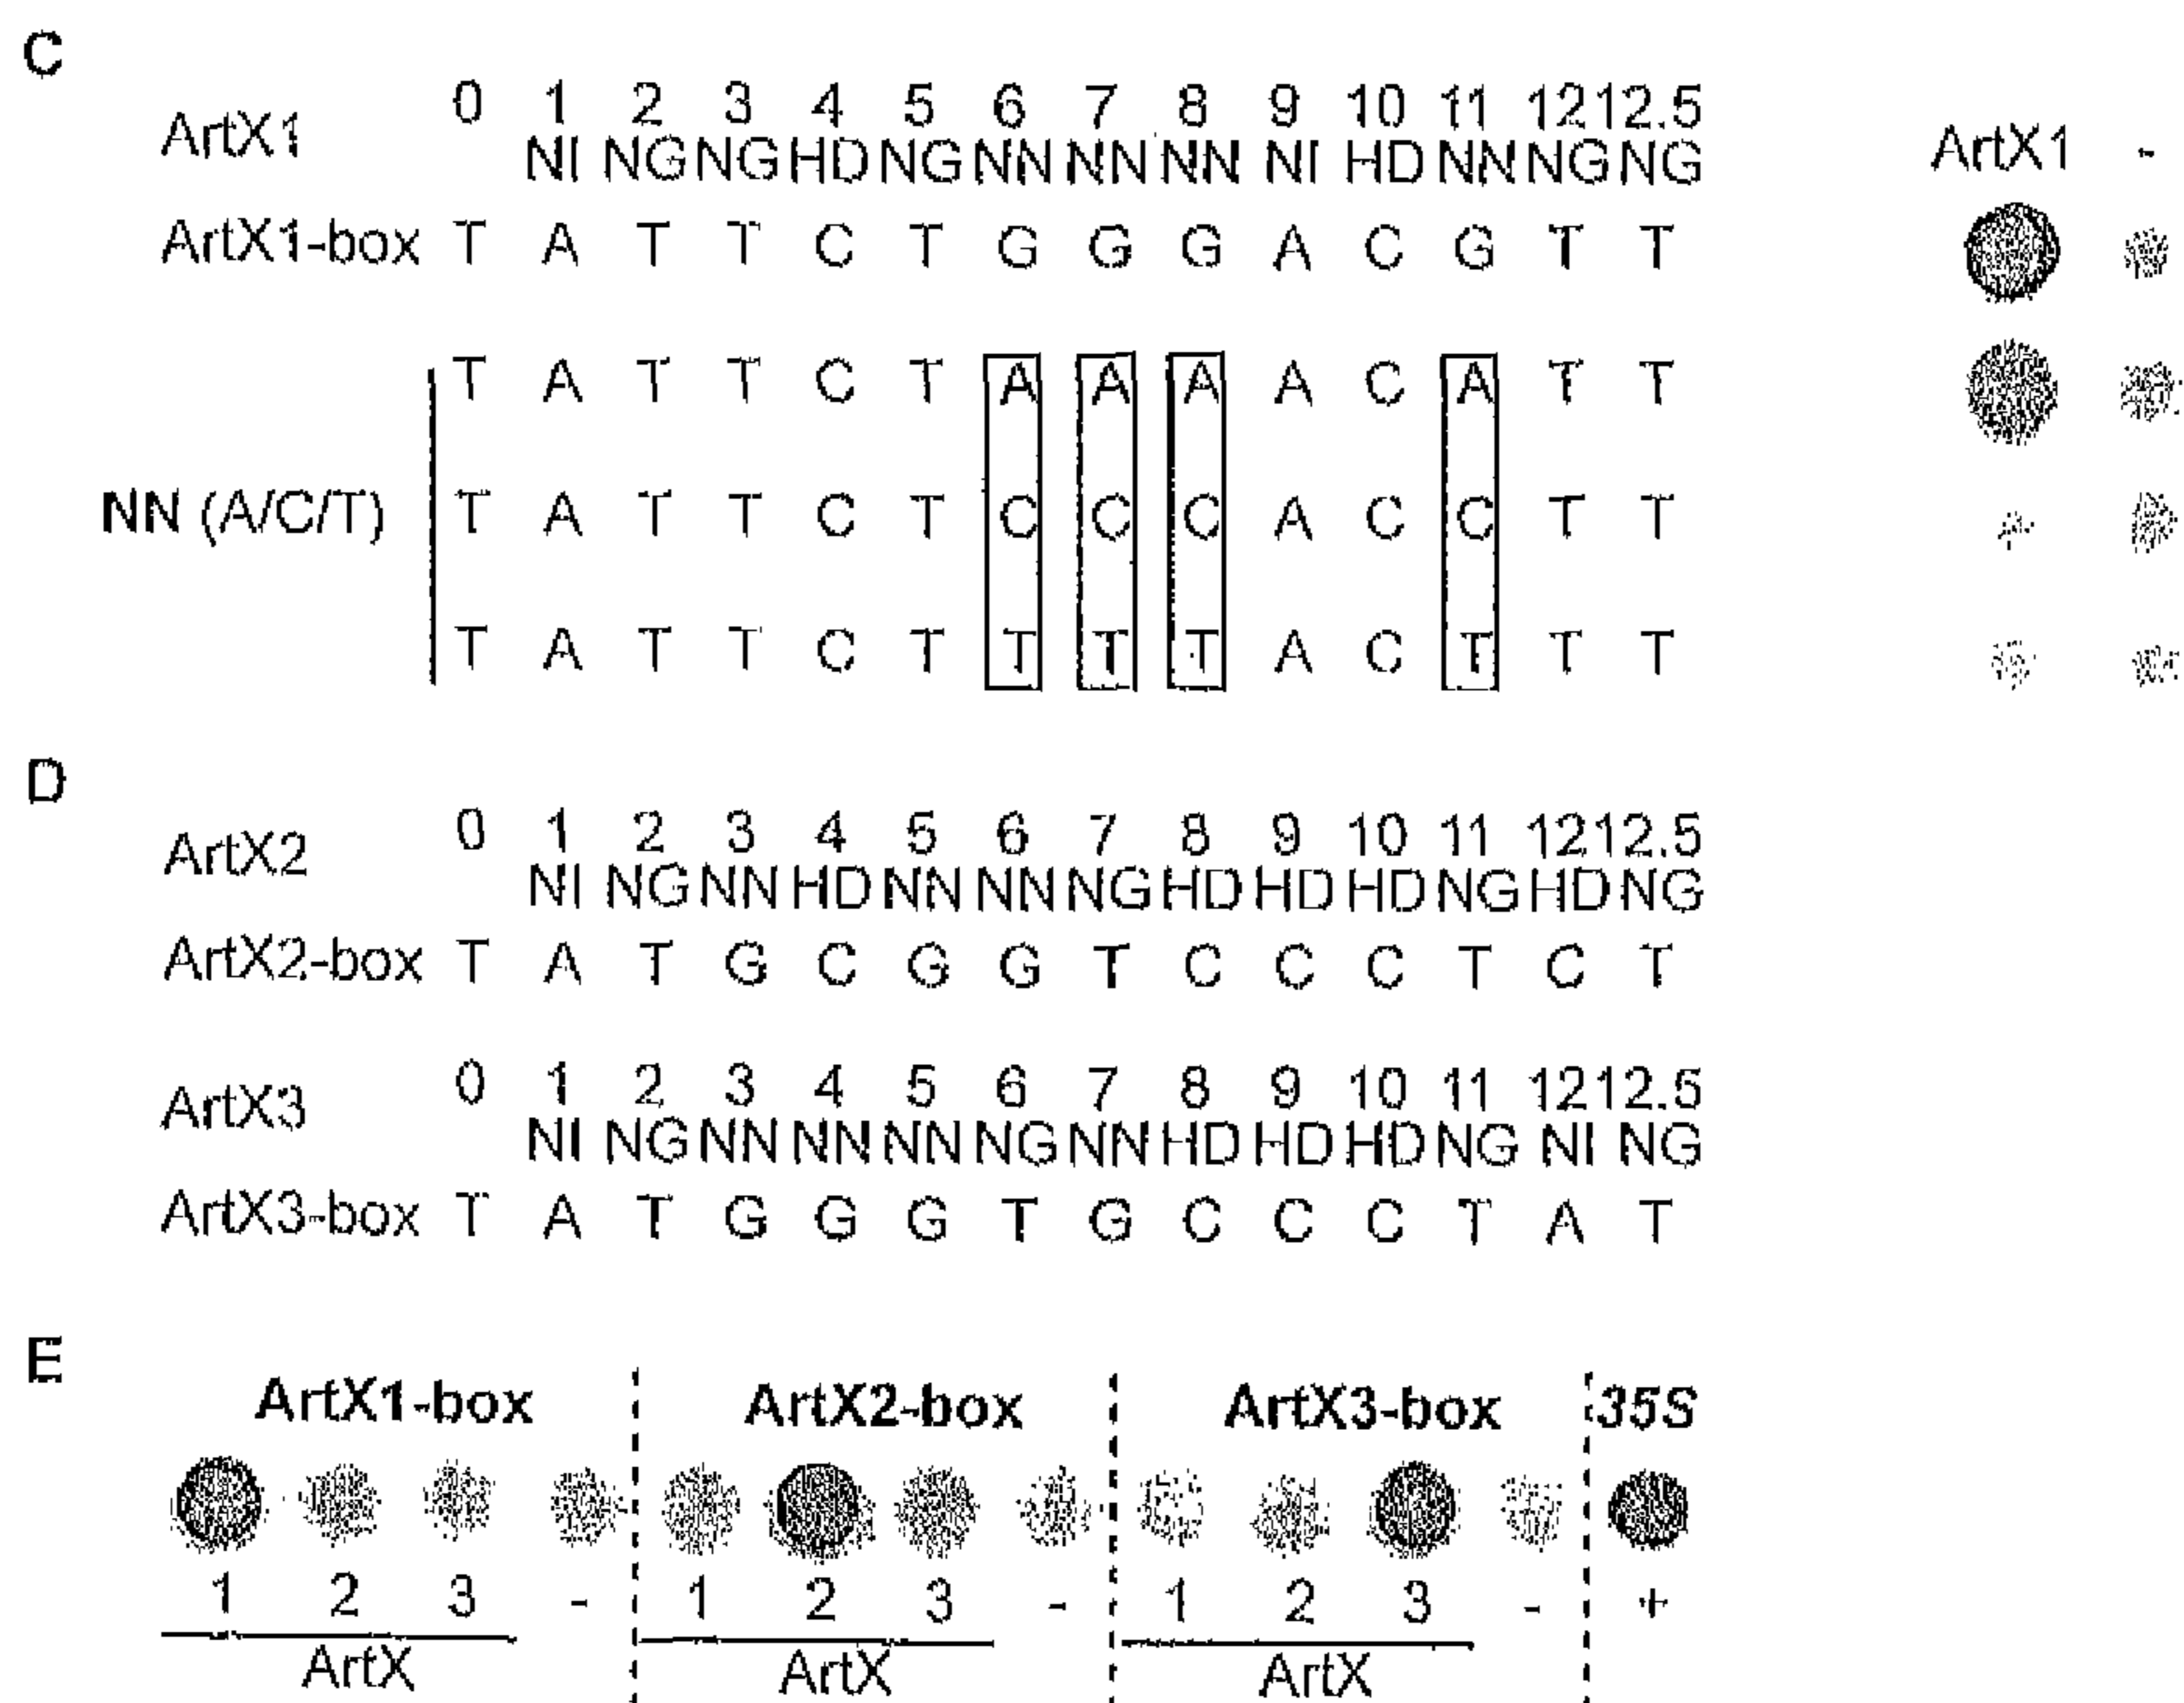 C
0 1 2 3 4 5 6 7 8 9 10 11 12 12.5
ArtX1 NI NG NG HD NG NN NN NN NI HD NN NG NG ArtX1 -
ArtX1-box T A T T C T G G G A C G T T
T A T T C T A A A A C A T T
NN (A/C/T) T A T T C T C C C A C C T T
T A T T C T T T T A C T T T
D
0 1 2 3 4 5 6 7 8 9 10 11 12 12.5
ArtX2 NI NG NN HD NN NN NG HD HD HD NG HD NG
ArtX2-box T A T G C G G T C C C T C T
0 1 2 3 4 5 6 7 8 9 10 11 12 12.5
ArtX3 NI NG NN NN NN NG NN HD HD HD NG NI NG
ArtX3-box T A T G G G T G C C C T A T
E
ArtX1-box ArtX2-box ArtX3-box 35S
1 2 3 - 1 2 3 - 1 2 3 - +
ArtX ArtX ArtX